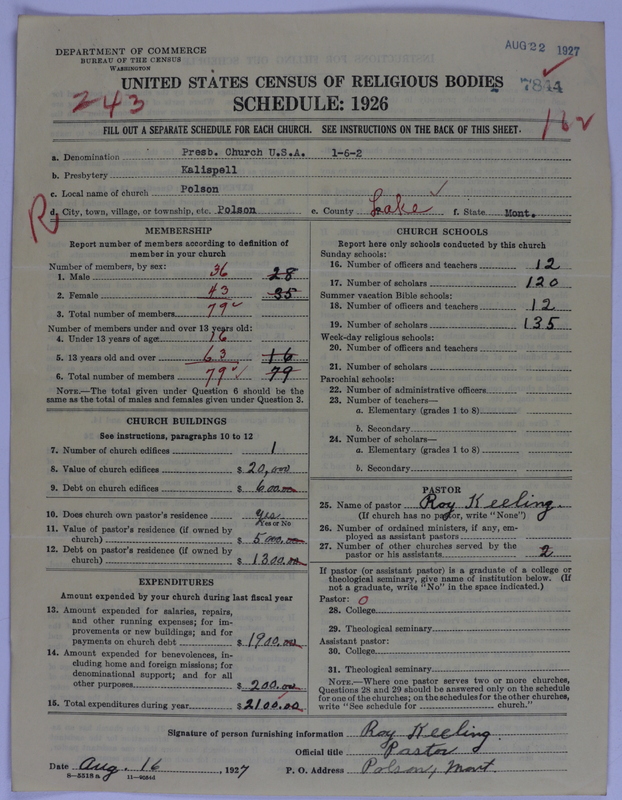 DEPARTMENT OF COMMERCE
BUREAU OF THE CENSUS
WASHINGTON
AUG 22 1927
UNITED STATES CENSUS OF RELIGIOUS BODIES
7844
243
SCHEDULE: 1926
162
FILL OUT A SEPARATE SCHEDULE FOR EACH CHURCH. SEE INSTRUCTIONS ON THE BACK OF THIS SHEET.
a. Denomination Presb. Church U.S.A. 1-6-2
b. Presbytery Kalispell
c. Local name of church Polson
R
d. City, town, village, or township, etc. Polson e. County Lake f. State Mont.
MEMBERSHIP
Report number of members according to definition of
member in your church
Number of members, by sex:
1. Male 36 28
2. Female 43 35
3. Total number of members 79
Number of members under and over 13 years old:
4. Under 13 years of age 16
5. 13 years old and over 63 16
6. Total number of members 79 79
NOTE.—The total given under Question 6 should be the
same as the total of males and females given under Question 3.
CHURCH BUILDINGS
See instructions, paragraphs 10 to 12
7. Number of church edifices 1
8. Value of church edifices $ 20,000
9. Debt on church edifices $ 600.00
10. Does church own pastor's residence Yes
Yes or No
11. Value of pastor's residence (if owned by
church) $ 5000.00
12. Debt on pastor's residence (if owned by
church) $ 1300.00
EXPENDITURES
Amount expended by your church during last fiscal year
13. Amount expended for salaries, repairs,
and other running expenses; for im-
provements or new buildings; and for
payments on church debt $ 1900.00
14. Amount expended for benevolences, in-
cluding home and foreign missions; for
denominational support; and for all
other purposes $ 200.00
15. Total expenditures during year $ 2100.00
CHURCH SCHOOLS
Report here only schools conducted by this church
Sunday schools:
16. Number of officers and teachers 12
17. Number of scholars 120
Summer vacation Bible schools:
18. Number of officers and teachers 12
19. Number of scholars 135
Week-day religious schools:
20. Number of officers and teachers
21. Number of scholars
Parochial schools:
22. Number of administrative officers
23. Number of teachers—
a. Elementary (grades 1 to 8)
b. Secondary
24. Number of scholars—
a. Elementary (grades 1 to 8)
b. Secondary
PASTOR
25. Name of pastor Roy Keeling
(If church has no pastor, write "None")
26. Number of ordained ministers, if any, em-
ployed as assistant pastors
27. Number of other churches served by the
pastor or his assistants 2
If pastor (or assistant pastor) is a graduate of a college or
theological seminary, give name of institution below. (If
not a graduate, write "No" in the space indicated.)
Pastor: 0
28. College
29. Theological seminary
Assistant pastor:
30. College
31. Theological seminary
NOTE.—Where one pastor serves two or more churches,
Questions 28 and 29 should be answered only on the schedule
for one of the churches; on the schedules for the other churches,
write "See schedule for church."
Signature of person furnishing information Roy Keeling.
Official title Pastor
Date Aug. 16, 1927 P. O. Address Polson, Mont.
8-5518 a 11-9084d